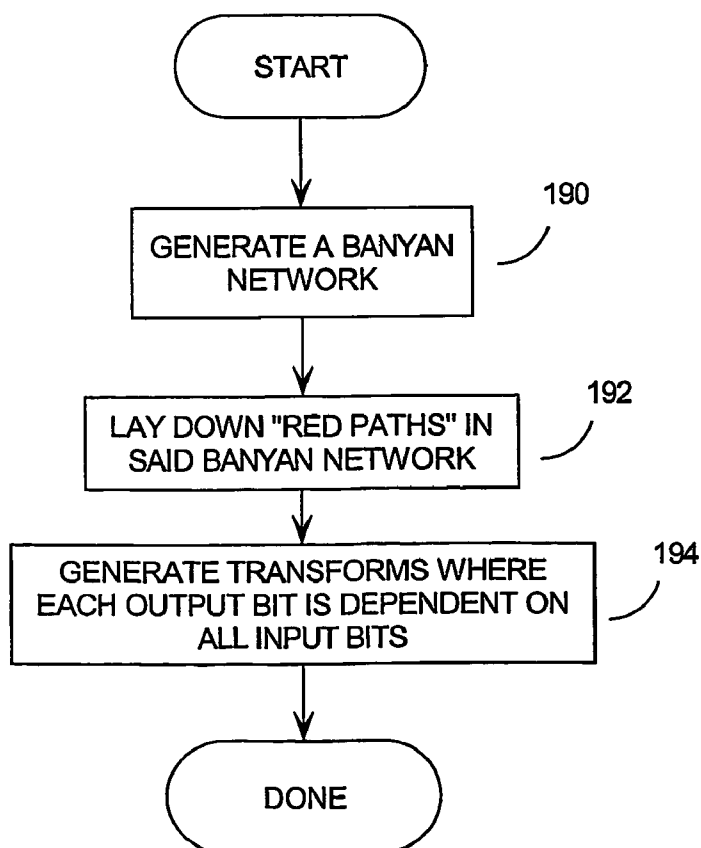 START
190
GENERATE A BANYAN
NETWORK
192
LAY DOWN "RED PATHS" IN
SAID BANYAN NETWORK
194
GENERATE TRANSFORMS WHERE
EACH OUTPUT BIT IS DEPENDENT ON
ALL INPUT BITS
DONE